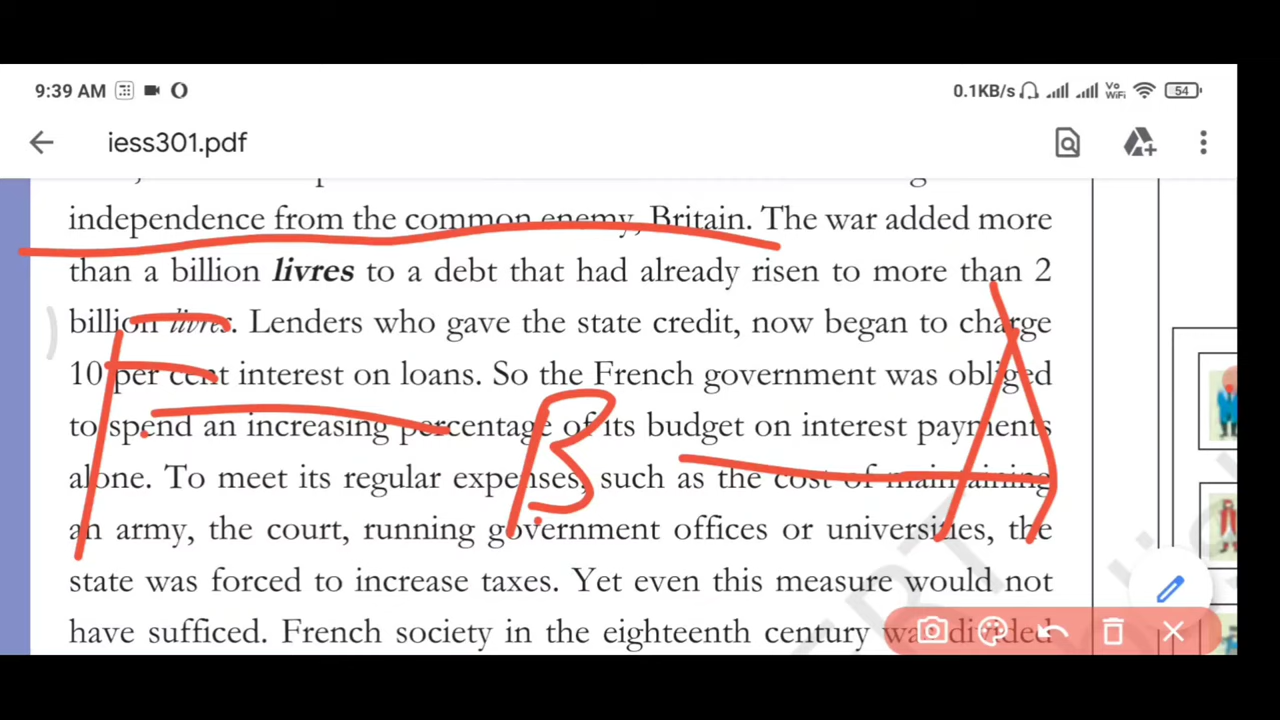 9:39 AM 0.1KB/s Vo WiFi 54
iess301.pdf
independence from the common enemy, Britain. The war added more
than a billion livres to a debt that had already risen to more than 2
billion livres. Lenders who gave the state credit, now began to charge
10 per cent interest on loans. So the French government was obliged
to spend an increasing percentage of its budget on interest payments
alone. To meet its regular expenses, such as the cost of maintaining
an army, the court, running government offices or universities, the
state was forced to increase taxes. Yet even this measure would not
have sufficed. French society in the eighteenth century was divided
F B A